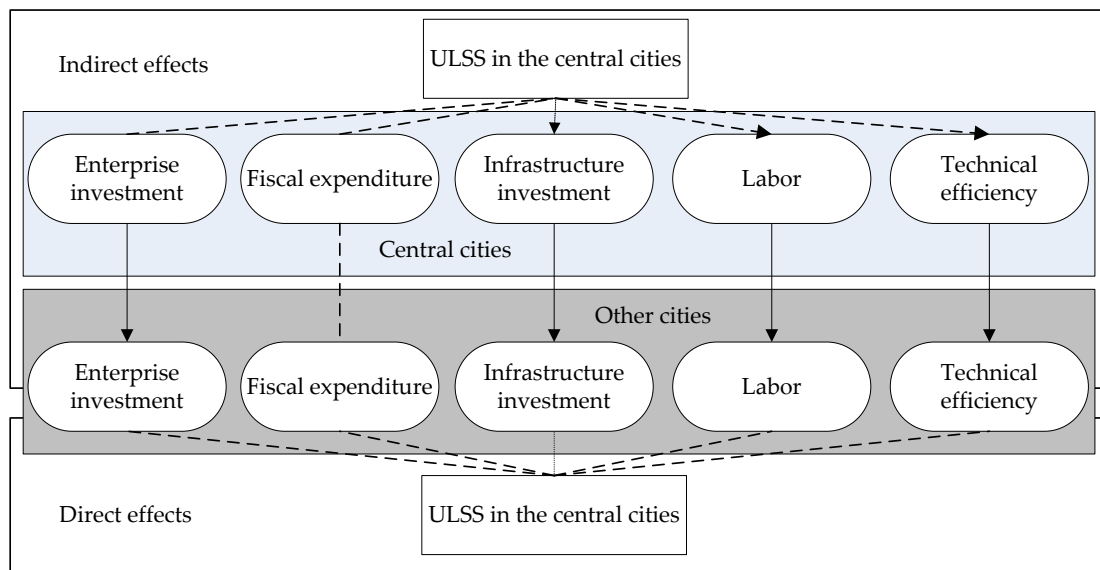 ULSS in the central cities
Indirect effects
Enterprise
investment
Fiscal expenditure
Infrastructure
investment
Labor
Technical
efficiency
Central cities
Other cities
Enterprise
investment
Fiscal expenditure
Infrastructure
investment
Labor
Technical
efficiency
ULSS in the central cities
Direct effects